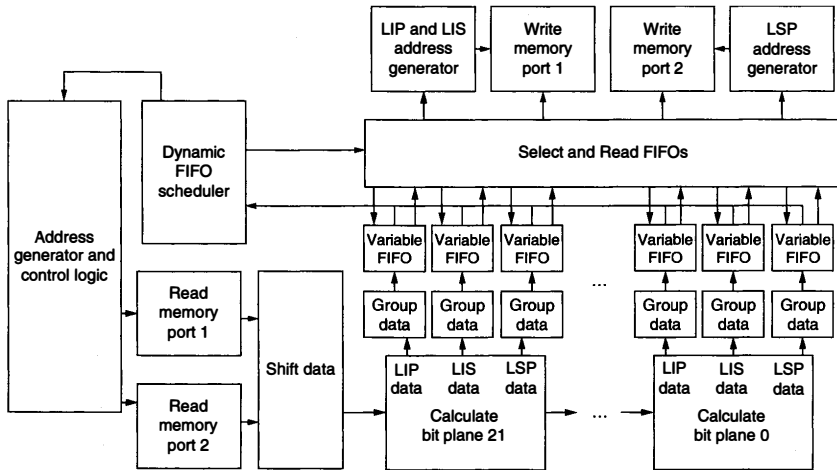 LIP and LIS
address
generator
Write
memory
port 1
Write
memory
port 2
LSP
address
generator
Dynamic
FIFO
scheduler
Select and Read FIFOs
Address
generator and
control logic
Variable
FIFO
Variable
FIFO
Variable
FIFO
Variable
FIFO
Variable
FIFO
Variable
FIFO
...
Read
memory
port 1
Group
data
Group
data
Group
data
Group
data
Group
data
Group
data
Shift data
LIP
data
LIS
data
LSP
data
Calculate
bit plane 21
...
LIP
data
LIS
data
LSP
data
Calculate
bit plane 0
Read
memory
port 2